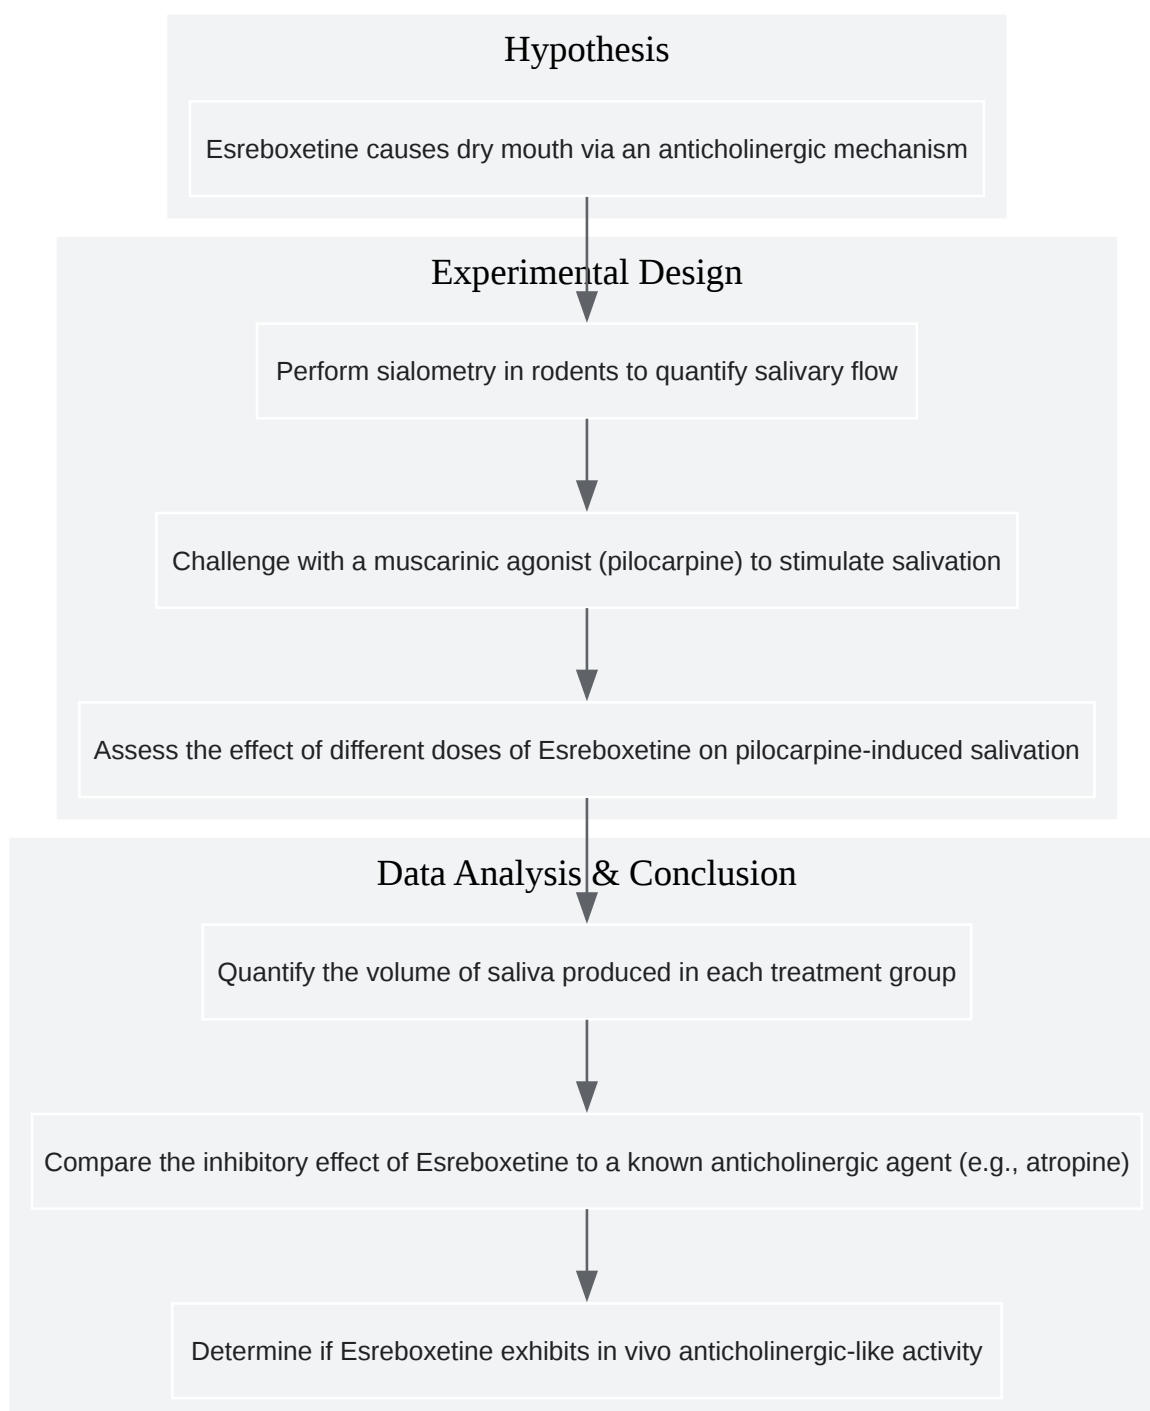 Hypothesis
Esreboxetine causes dry mouth via an anticholinergic mechanism
Experimental Design
Perform sialometry in rodents to quantify salivary flow
Challenge with a muscarinic agonist (pilocarpine) to stimulate salivation
Assess the effect of different doses of Esreboxetine on pilocarpine-induced salivation
Data Analysis & Conclusion
Quantify the volume of saliva produced in each treatment group
Compare the inhibitory effect of Esreboxetine to a known anticholinergic agent (e.g., atropine)
Determine if Esreboxetine exhibits in vivo anticholinergic-like activity